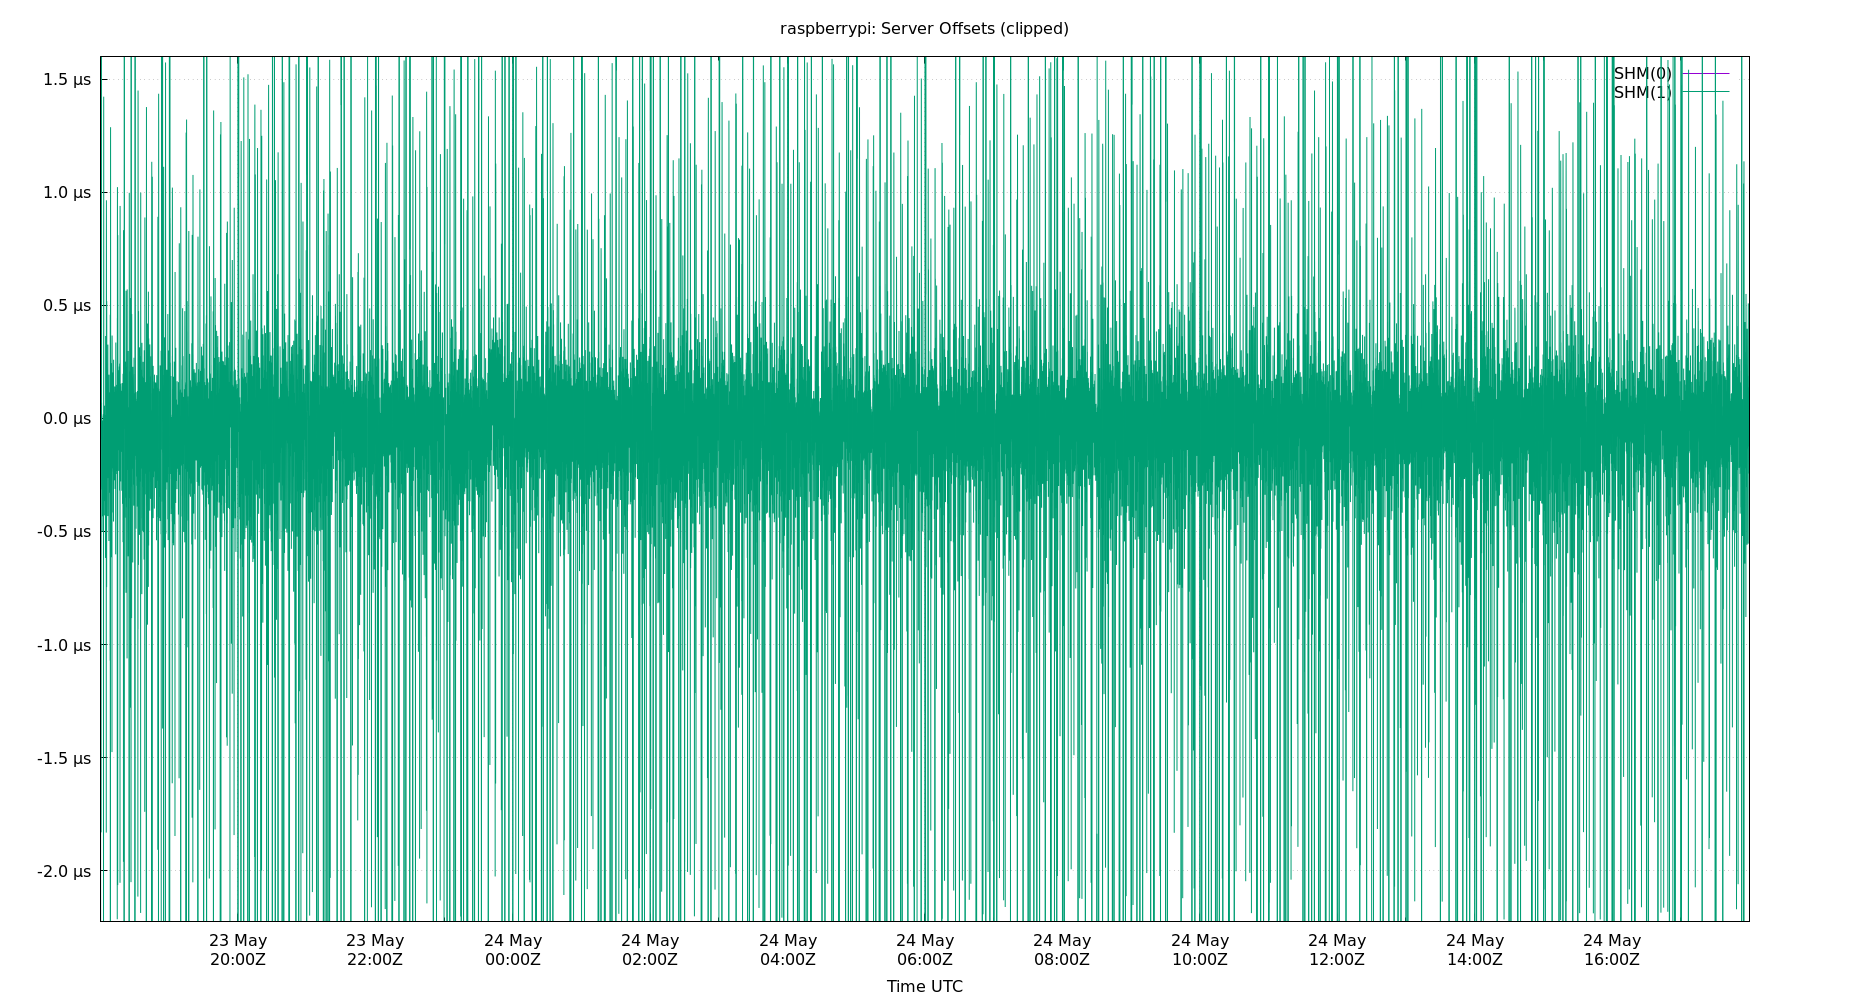 raspberrypi: Server Offsets (clipped)
SHM(0)
SHM(1)
1.5 µs
1.0 µs
0.5 µs
0.0 µs
-0.5 µs
-1.0 µs
-1.5 µs
-2.0 µs
23 May 23 May 24 May 24 May 24 May 24 May 24 May 24 May 24 May 24 May 24 May
20:00Z 22:00Z 00:00Z 02:00Z 04:00Z 06:00Z 08:00Z 10:00Z 12:00Z 14:00Z 16:00Z
Time UTC